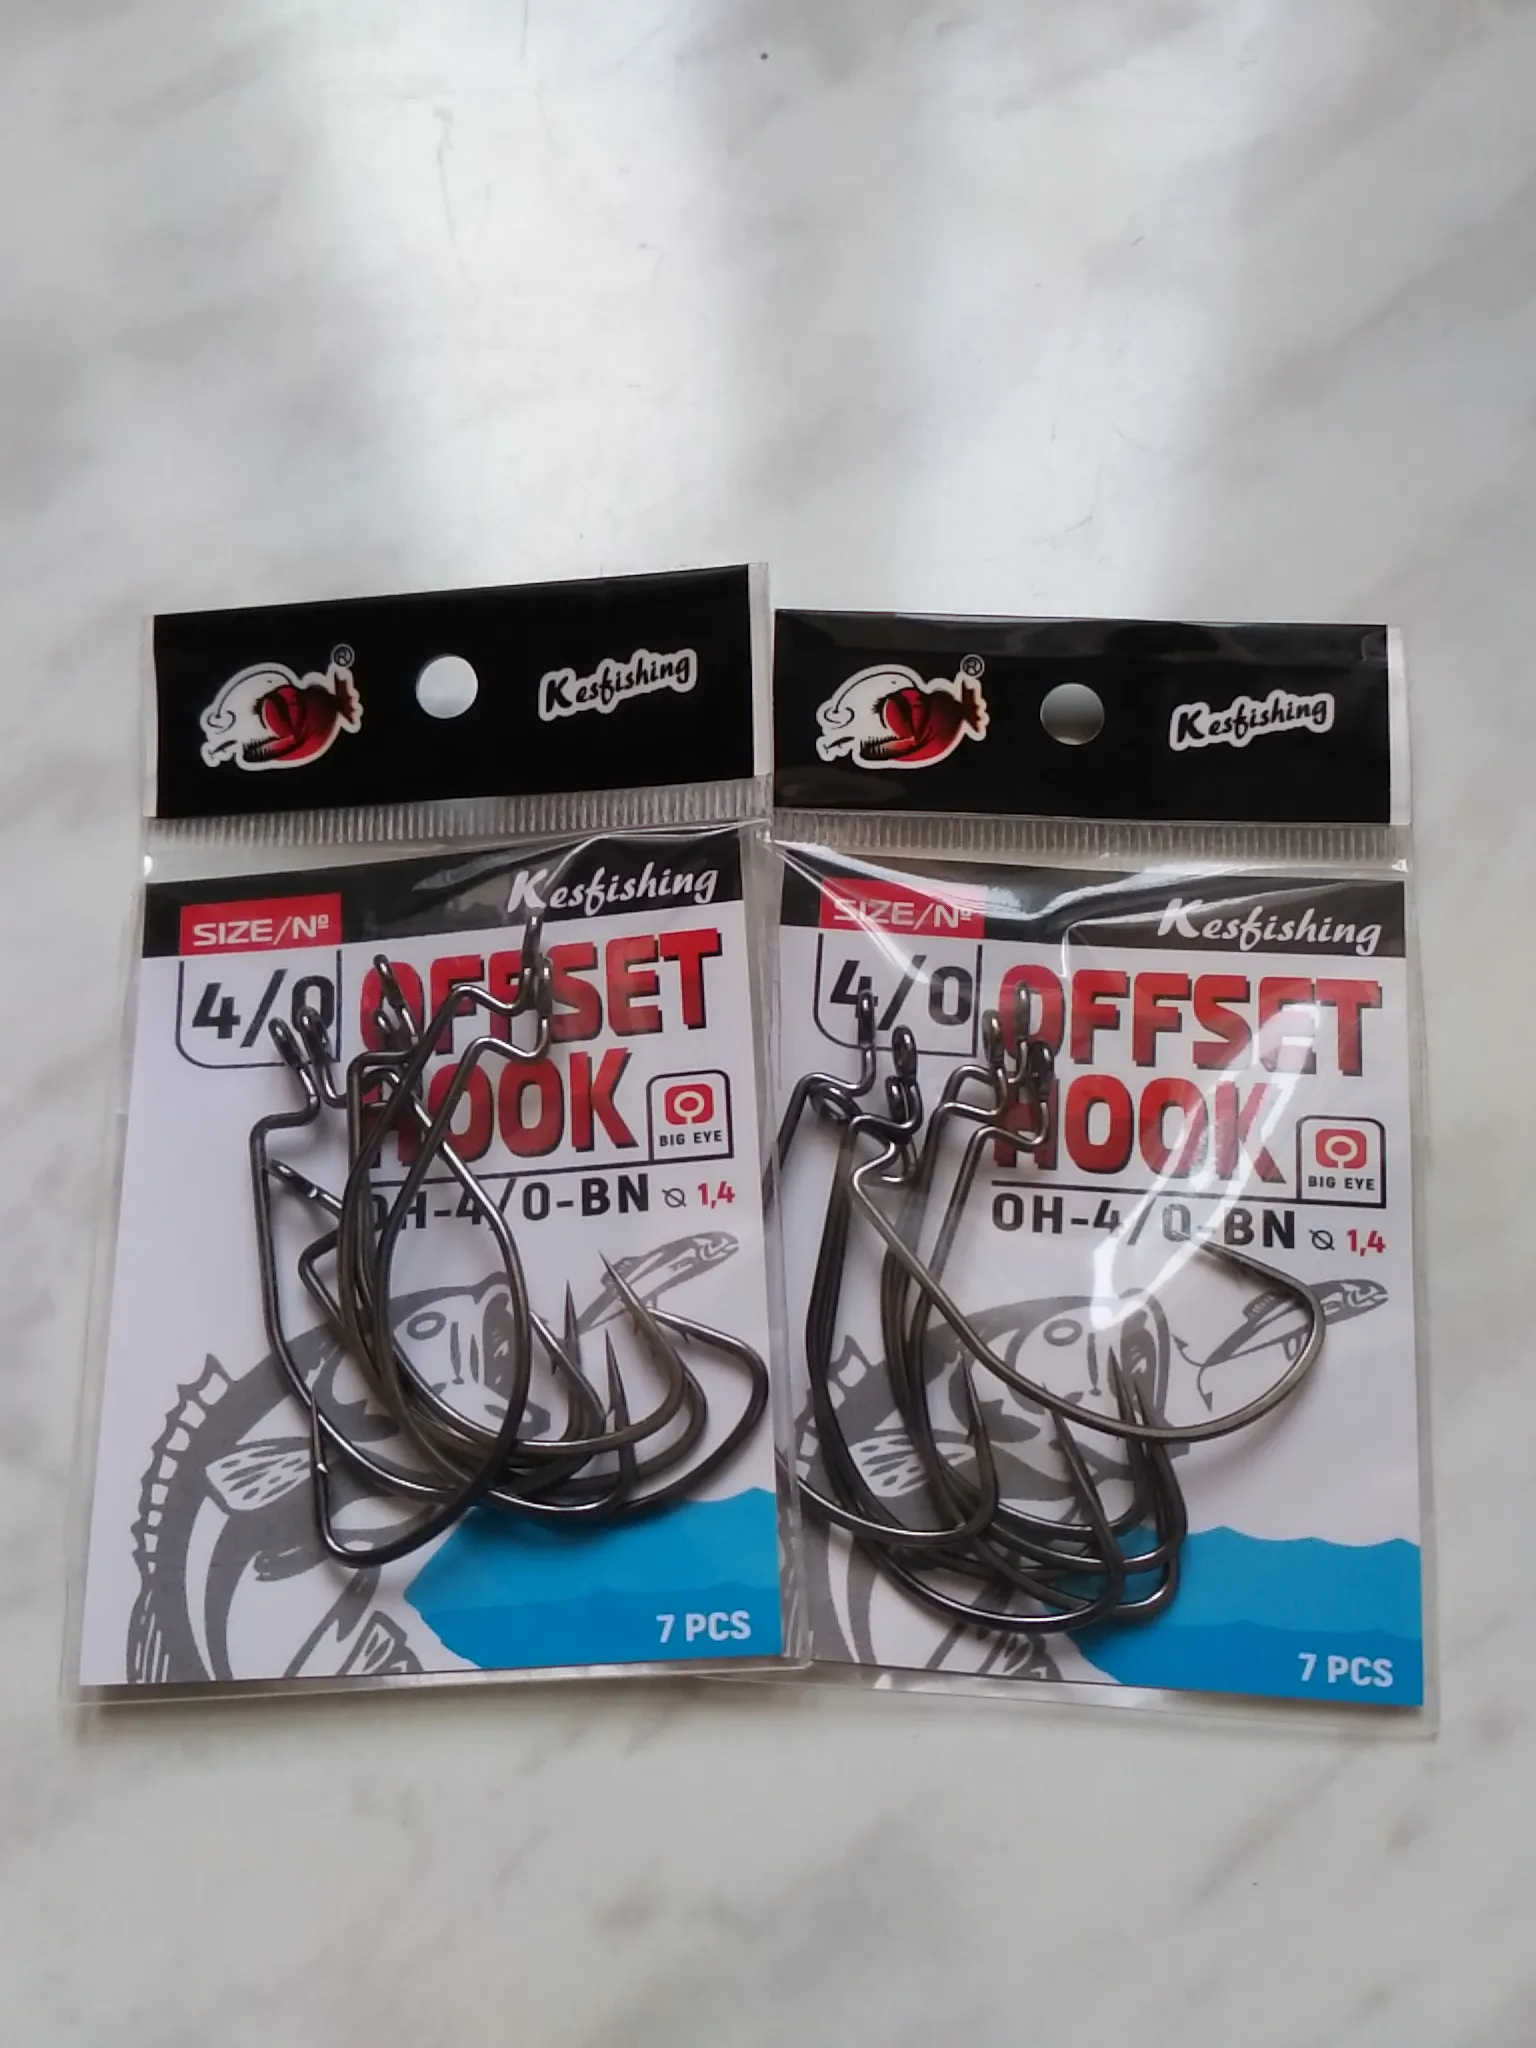 ® Kesfishing
Kesfishing
SIZE/Nº
4/0
OFFSET
HOOK
BIG EYE
OH-4/0-BN ⌀ 1,4
7 PCS
® Kesfishing
Kesfishing
SIZE/Nº
4/0
OFFSET
HOOK
BIG EYE
OH-4/0-BN ⌀ 1,4
7 PCS